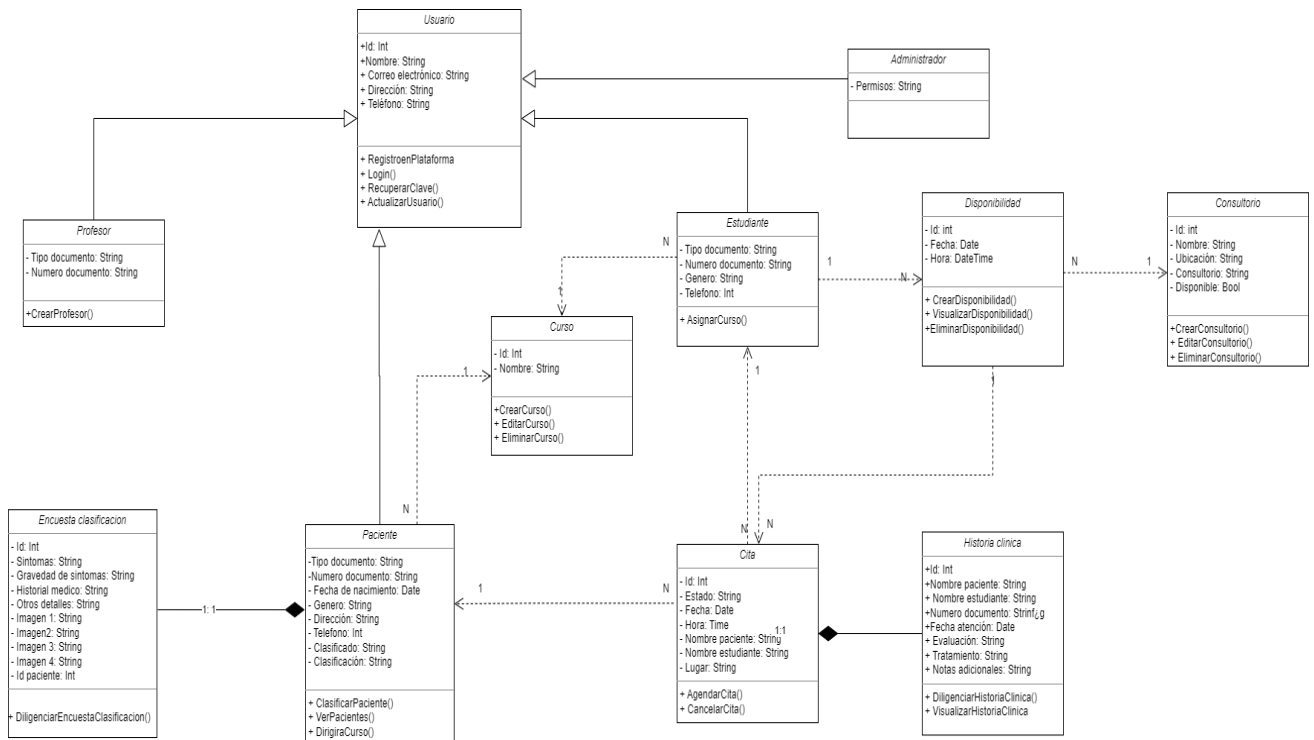 Usuario
+Id: Int
+Nombre: String
+ Correo electrónico: String
+ Dirección: String
+ Teléfono: String
+ RegistroenPlataforma
+ Login()
+ RecuperarClave()
+ ActualizarUsuario()
Administrador
- Permisos: String
Profesor
- Tipo documento: String
- Numero documento: String
+CrearProfesor()
Estudiante
- Tipo documento: String
- Numero documento: String
- Genero: String
- Telefono: Int
+ AsignarCurso()
N
1
1
N
Disponibilidad
- Id: int
- Fecha: Date
- Hora: DateTime
+ CrearDisponibilidad()
+ VisualizarDisponibilidad()
+EliminarDisponibilidad()
N
1
Consultorio
- Id: int
- Nombre: String
- Ubicación: String
- Consultorio: String
- Disponible: Bool
+CrearConsultorio()
+ EditarConsultorio()
+ EliminarConsultorio()
Curso
- Id: Int
- Nombre: String
+CrearCurso()
+ EditarCurso()
+ EliminarCurso()
1
N
1
N
1
N
Encuesta clasificacion
- Id: Int
- Sintomas: String
- Gravedad de sintomas: String
- Historial medico: String
- Otros detalles: String
- Imagen 1: String
- Imagen2: String
- Imagen 3: String
- Imagen 4: String
- Id paciente: Int
+ DiligenciarEncuestaClasificacion()
1: 1
Paciente
-Tipo documento: String
-Numero documento: String
- Fecha de nacimiento: Date
- Genero: String
- Dirección: String
- Telefono: Int
- Clasificado: String
- Clasificación: String
+ ClasificarPaciente()
+ VerPacientes()
+ DirigiraCurso()
1
N
Cita
- Id: Int
- Estado: String
- Fecha: Date
- Hora: Time
- Nombre paciente: String
- Nombre estudiante: String
- Lugar: String
+ AgendarCita()
+ CancelarCita()
1:1
Historia clinica
+Id: Int
+Nombre paciente: String
+ Nombre estudiante: String
+Numero documento: Strinf¿g
+Fecha atención: Date
+ Evaluación: String
+ Tratamiento: String
+ Notas adicionales: String
+ DiligenciarHistoriaClinica()
+ VisualizarHistoriaClinica